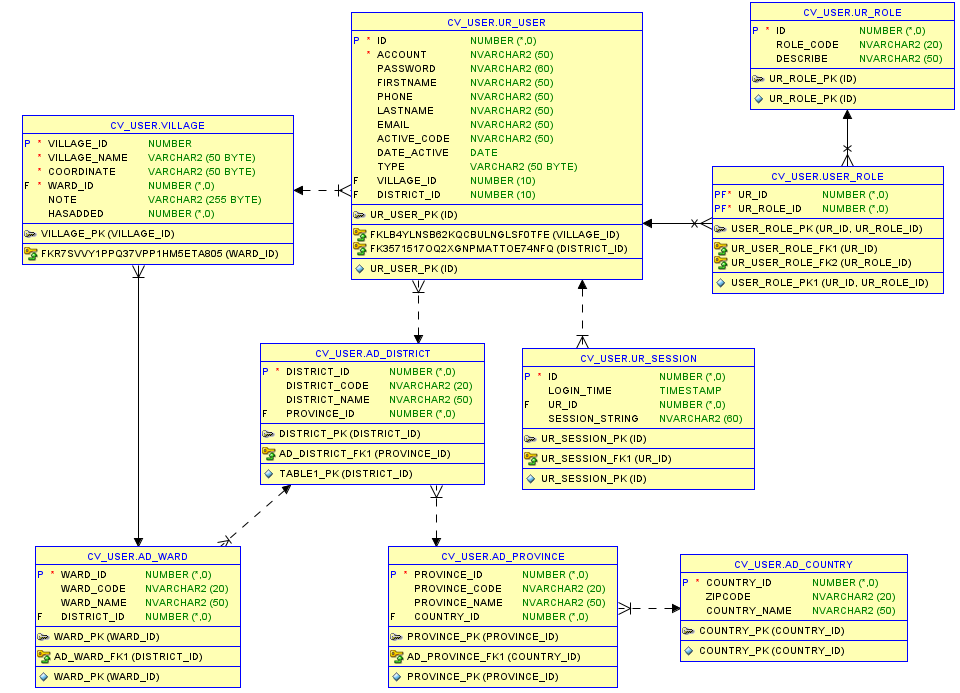 CV_USER.UR_USER
P * ID NUMBER (*,0)
* ACCOUNT NVARCHAR2 (50)
PASSWORD NVARCHAR2 (60)
FIRSTNAME NVARCHAR2 (50)
PHONE NVARCHAR2 (50)
LASTNAME NVARCHAR2 (50)
EMAIL NVARCHAR2 (50)
ACTIVE_CODE NVARCHAR2 (50)
DATE_ACTIVE DATE
TYPE VARCHAR2 (50 BYTE)
F VILLAGE_ID NUMBER (10)
F DISTRICT_ID NUMBER (10)
UR_USER_PK (ID)
FKLB4YLNSB62KQCBULNGLSF0TFE (VILLAGE_ID)
FK3571517OQ2XGNPMATTOE74NFQ (DISTRICT_ID)
UR_USER_PK (ID)
CV_USER.UR_ROLE
P * ID NUMBER (*,0)
ROLE_CODE NVARCHAR2 (20)
DESCRIBE NVARCHAR2 (50)
UR_ROLE_PK (ID)
UR_ROLE_PK (ID)
CV_USER.VILLAGE
P * VILLAGE_ID NUMBER
* VILLAGE_NAME VARCHAR2 (50 BYTE)
* COORDINATE VARCHAR2 (50 BYTE)
F * WARD_ID NUMBER (*,0)
NOTE VARCHAR2 (255 BYTE)
HASADDED NUMBER (*,0)
VILLAGE_PK (VILLAGE_ID)
FKR7SVVY1PPQ37VPP1HM5ETA805 (WARD_ID)
CV_USER.USER_ROLE
PF* UR_ID NUMBER (*,0)
PF* UR_ROLE_ID NUMBER (*,0)
USER_ROLE_PK (UR_ID, UR_ROLE_ID)
UR_USER_ROLE_FK1 (UR_ID)
UR_USER_ROLE_FK2 (UR_ROLE_ID)
USER_ROLE_PK1 (UR_ID, UR_ROLE_ID)
CV_USER.AD_DISTRICT
P * DISTRICT_ID NUMBER (*,0)
DISTRICT_CODE NVARCHAR2 (20)
DISTRICT_NAME NVARCHAR2 (50)
F PROVINCE_ID NUMBER (*,0)
DISTRICT_PK (DISTRICT_ID)
AD_DISTRICT_FK1 (PROVINCE_ID)
TABLE1_PK (DISTRICT_ID)
CV_USER.UR_SESSION
P * ID NUMBER (*,0)
LOGIN_TIME TIMESTAMP
F UR_ID NUMBER (*,0)
SESSION_STRING NVARCHAR2 (60)
UR_SESSION_PK (ID)
UR_SESSION_FK1 (UR_ID)
UR_SESSION_PK (ID)
CV_USER.AD_WARD
P * WARD_ID NUMBER (*,0)
WARD_CODE NVARCHAR2 (20)
WARD_NAME NVARCHAR2 (50)
F DISTRICT_ID NUMBER (*,0)
WARD_PK (WARD_ID)
AD_WARD_FK1 (DISTRICT_ID)
WARD_PK (WARD_ID)
CV_USER.AD_PROVINCE
P * PROVINCE_ID NUMBER (*,0)
PROVINCE_CODE NVARCHAR2 (20)
PROVINCE_NAME NVARCHAR2 (50)
F COUNTRY_ID NUMBER (*,0)
PROVINCE_PK (PROVINCE_ID)
AD_PROVINCE_FK1 (COUNTRY_ID)
PROVINCE_PK (PROVINCE_ID)
CV_USER.AD_COUNTRY
P * COUNTRY_ID NUMBER (*,0)
ZIPCODE NVARCHAR2 (20)
COUNTRY_NAME NVARCHAR2 (50)
COUNTRY_PK (COUNTRY_ID)
COUNTRY_PK (COUNTRY_ID)